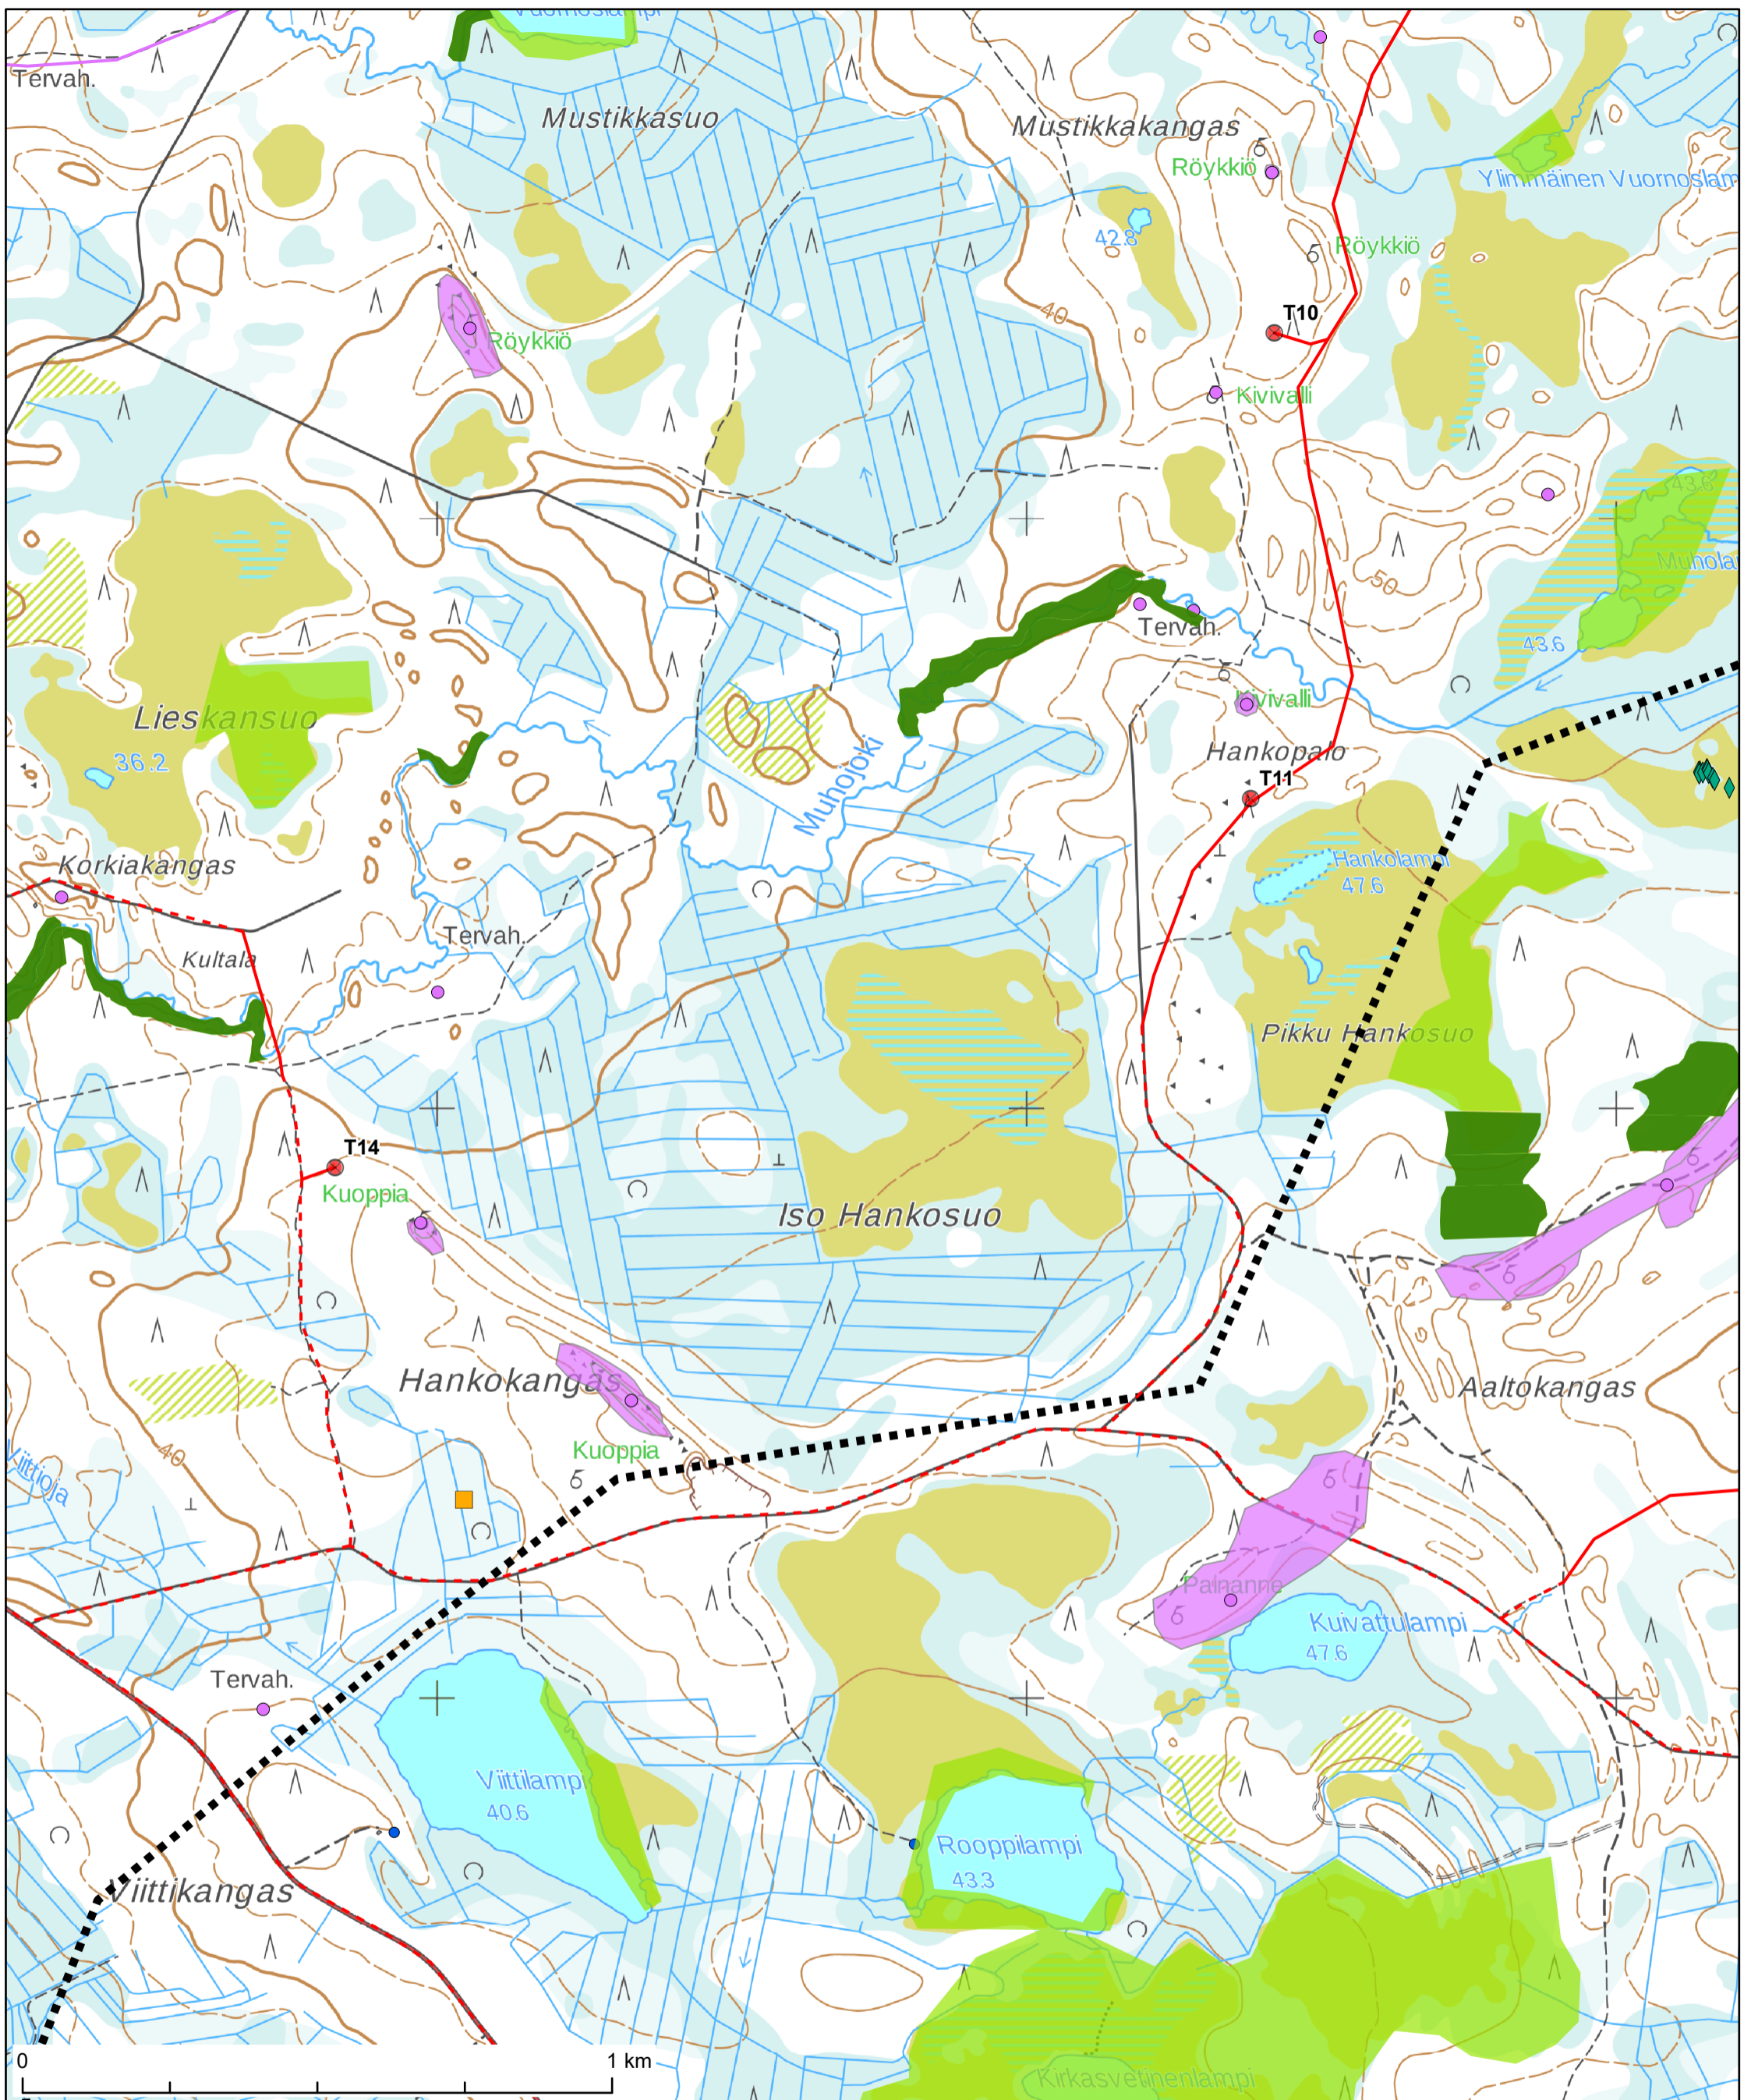 Vuornoslampi
Tervah.
Mustikkasuo
Mustikkakangas
Röykkiö
Ylimmäinen Vuornoslam
42.8
Röykkiö
40
T10
Röykkiö
Kivivalli
43.6
50
Muhola
Tervah.
43.6
Kivivalli
Lieskansuo
Hankopalo
36.2
T11
Muhojoki
Korkiakangas
Hankolampi
47.6
Tervah.
Kultala
Pikku Hankosuo
T14
Kuoppia
Iso Hankosuo
Hankokangas
Aaltokangas
40
Kuoppia
Viittioja
Painanne
Kuivattulampi
47.6
Tervah.
Viittilampi
40.6
Rooppilampi
43.3
Viittikangas
0
1 km
Kirkasvetinenlampi